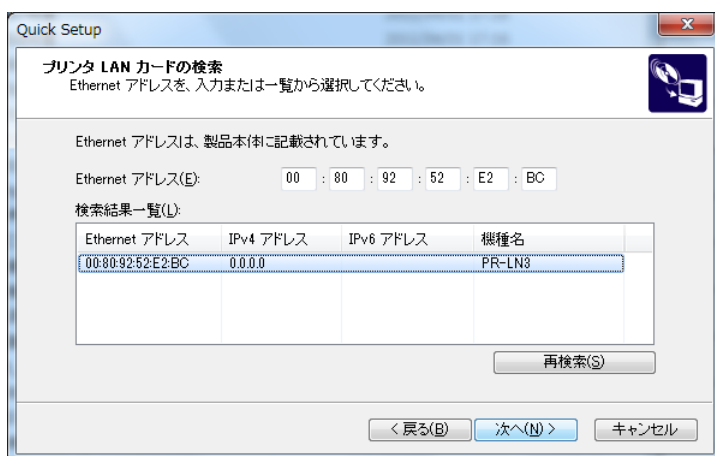 Quick Setup
プリンタ LAN カードの検索
Ethernet アドレスを、入力または一覧から選択してください。
Ethernet アドレスは、製品本体に記載されています。
Ethernet アドレス(E): 00 : 80 : 92 : 52 : E2 : BC
検索結果一覧(L):
Ethernet アドレス IPv4 アドレス IPv6 アドレス 機種名
00:80:92:52:E2:BC 0.0.0.0 PR-LN3
再検索(S)
< 戻る(B) 次へ(N) > キャンセル